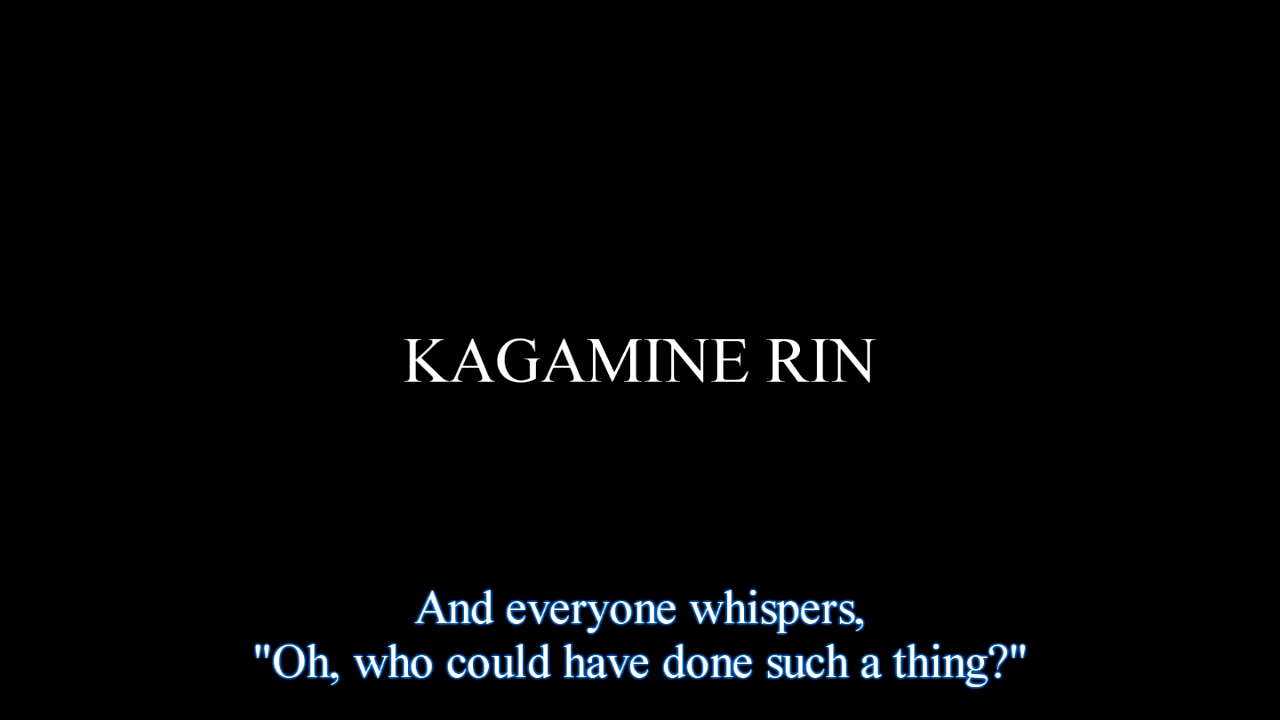 KAGAMINE RIN
And everyone whispers,
"Oh, who could have done such a thing?"